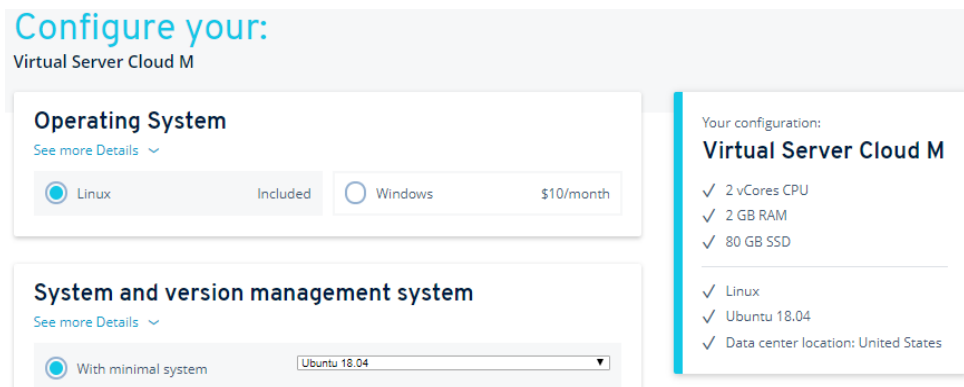 Configure your:
Virtual Server Cloud M
Operating System
See more Details
Linux Included Windows $10/month
System and version management system
See more Details
With minimal system Ubuntu 18.04
Your configuration:
Virtual Server Cloud M
2 vCores CPU
2 GB RAM
80 GB SSD
Linux
Ubuntu 18.04
Data center location: United States